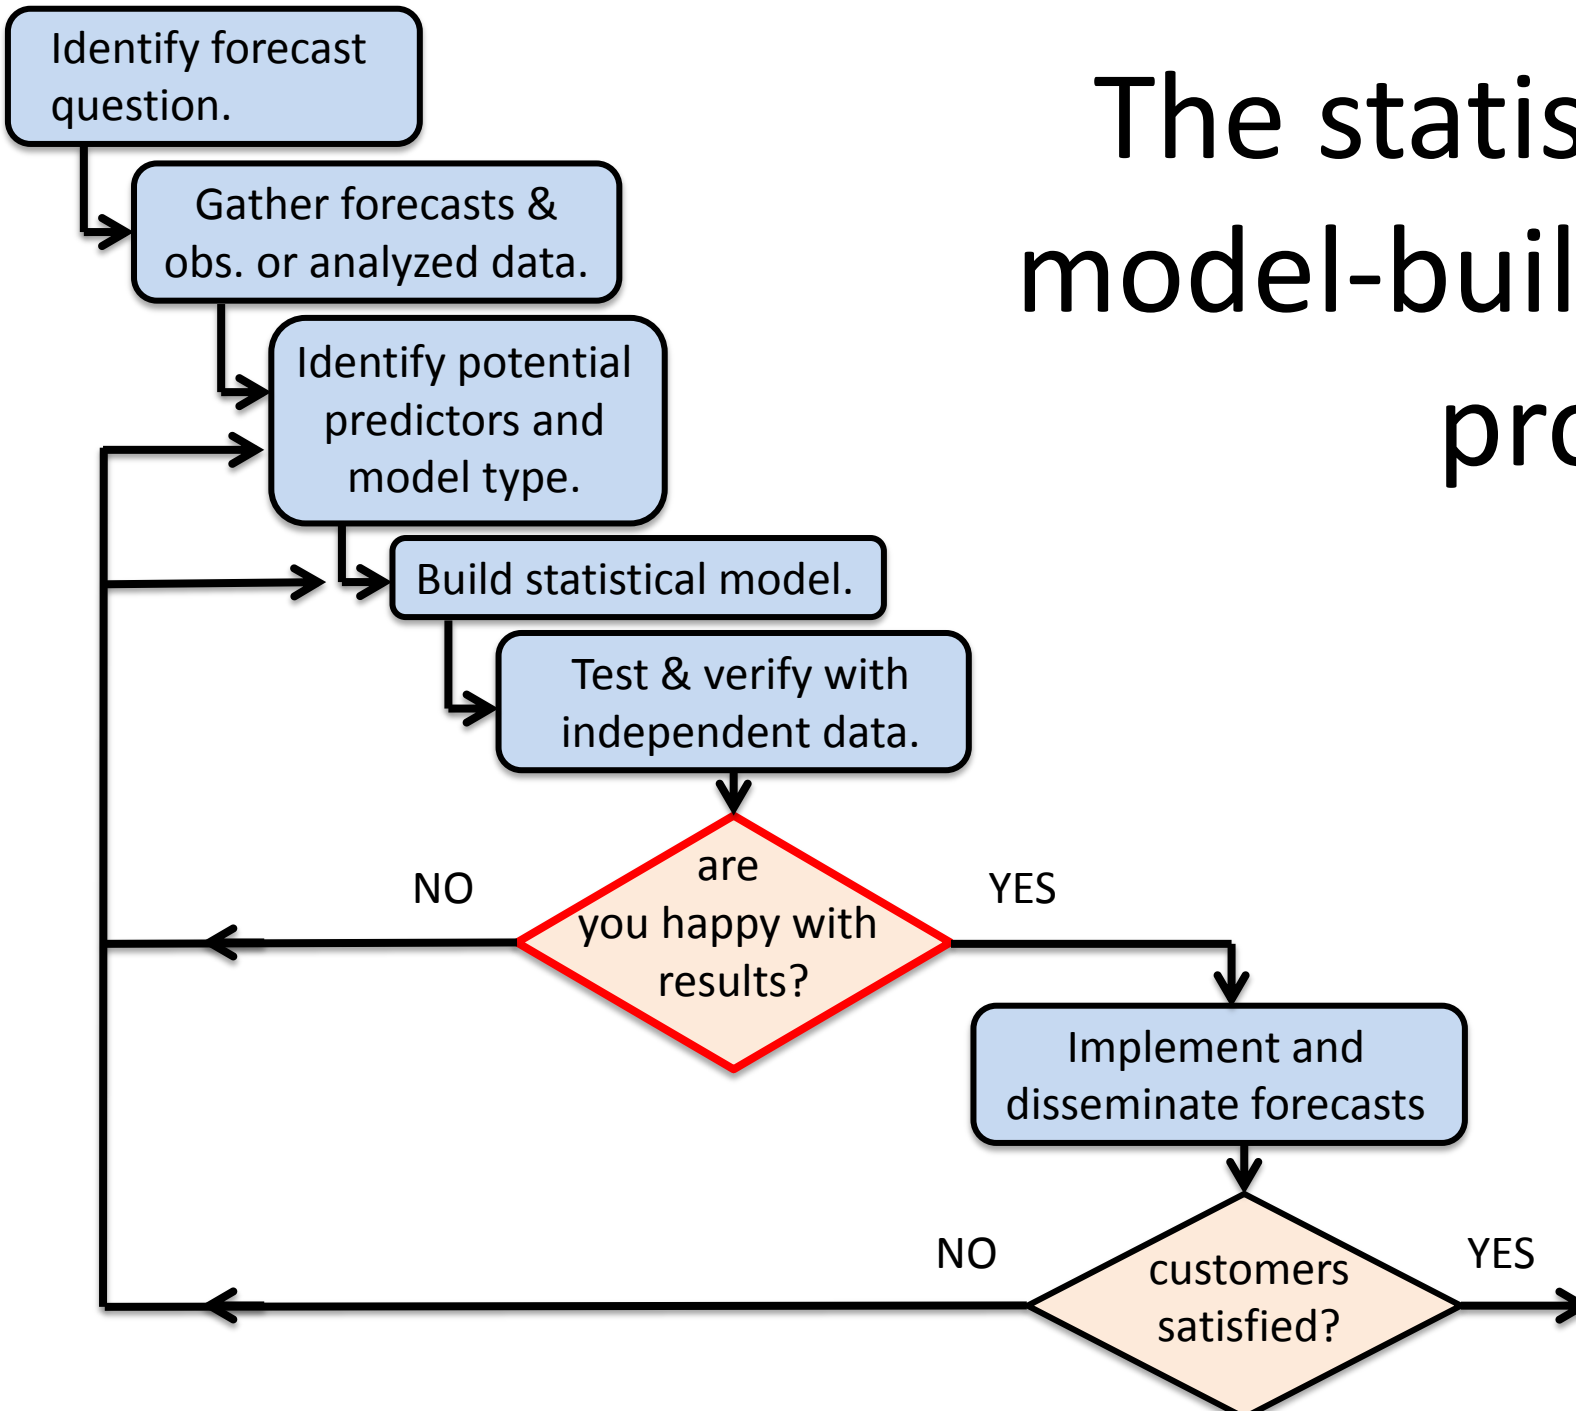 Identify forecast
question.
The statis
model-buil
pro
Gather forecasts &
obs. or analyzed data.
Identify potential
predictors and
model type.
Build statistical model.
Test & verify with
independent data.
are
you happy with
results?
NO
YES
Implement and
disseminate forecasts
customers
satisfied?
NO
YES